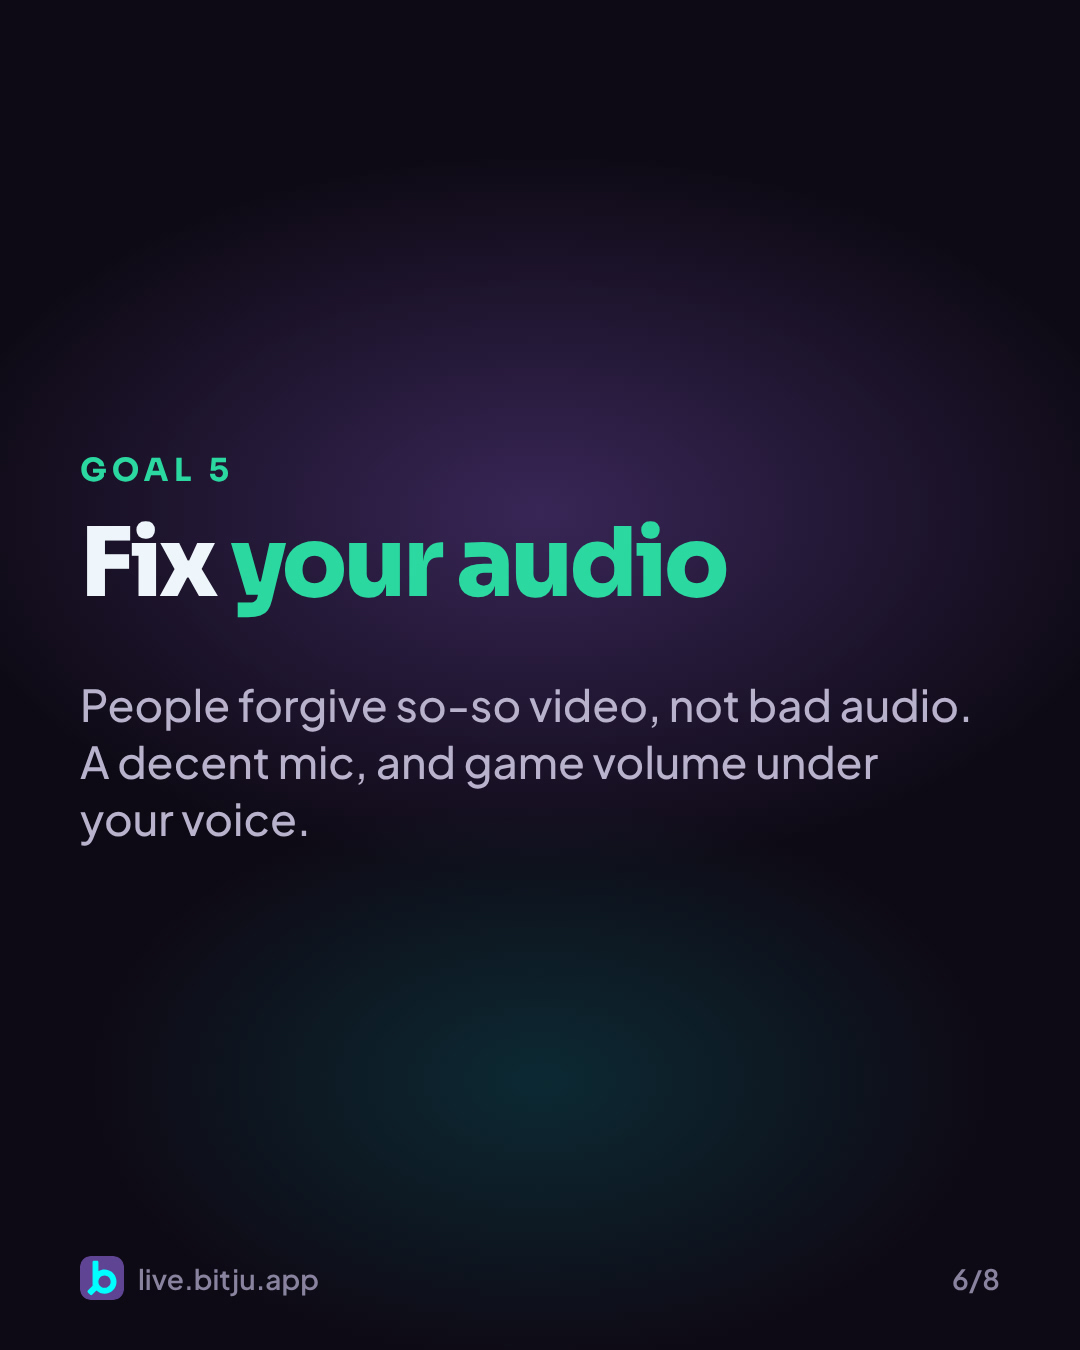 GOAL 5
Fix your audio
People forgive so-so video, not bad audio.
A decent mic, and game volume under
your voice.
live.bitju.app
6/8